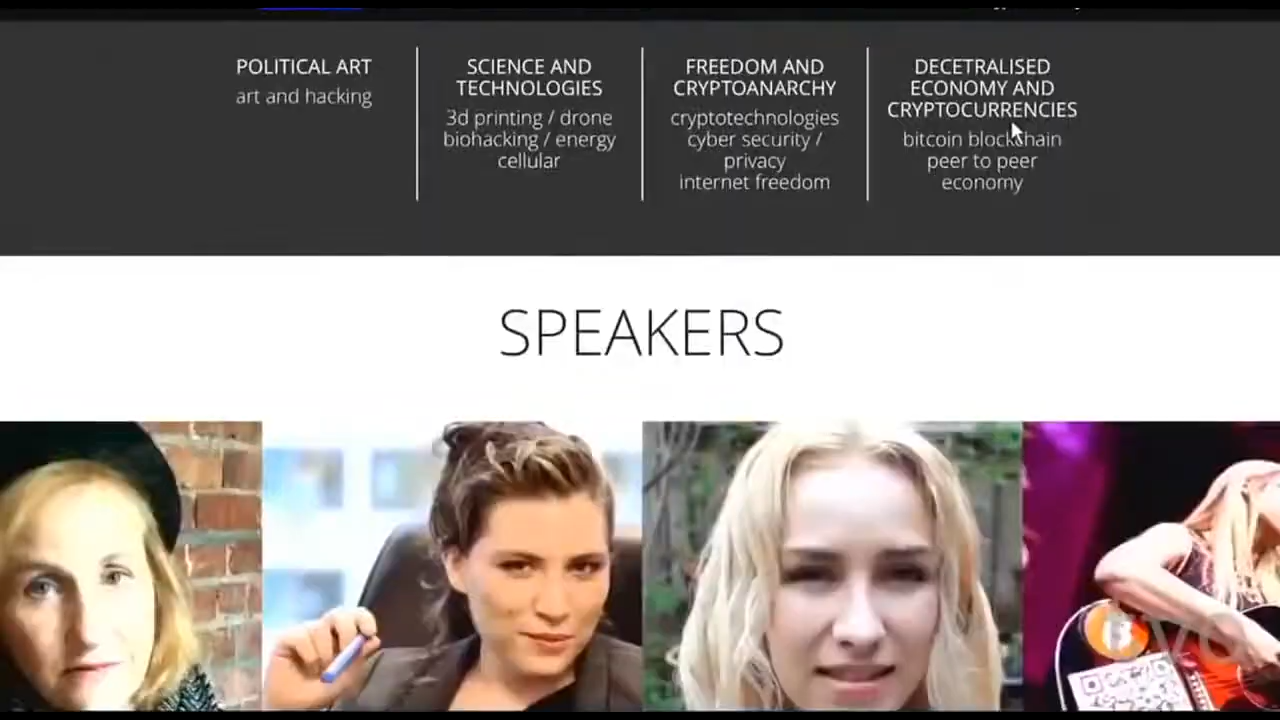 POLITICAL ART
art and hacking
SCIENCE AND
TECHNOLOGIES
3d printing / drone
biohacking / energy
cellular
FREEDOM AND
CRYPTOANARCHY
cryptotechnologies
cyber security /
privacy
internet freedom
DECETRALISED
ECONOMY AND
CRYPTOCURRENCIES
bitcoin blockchain
peer to peer
economy
SPEAKERS